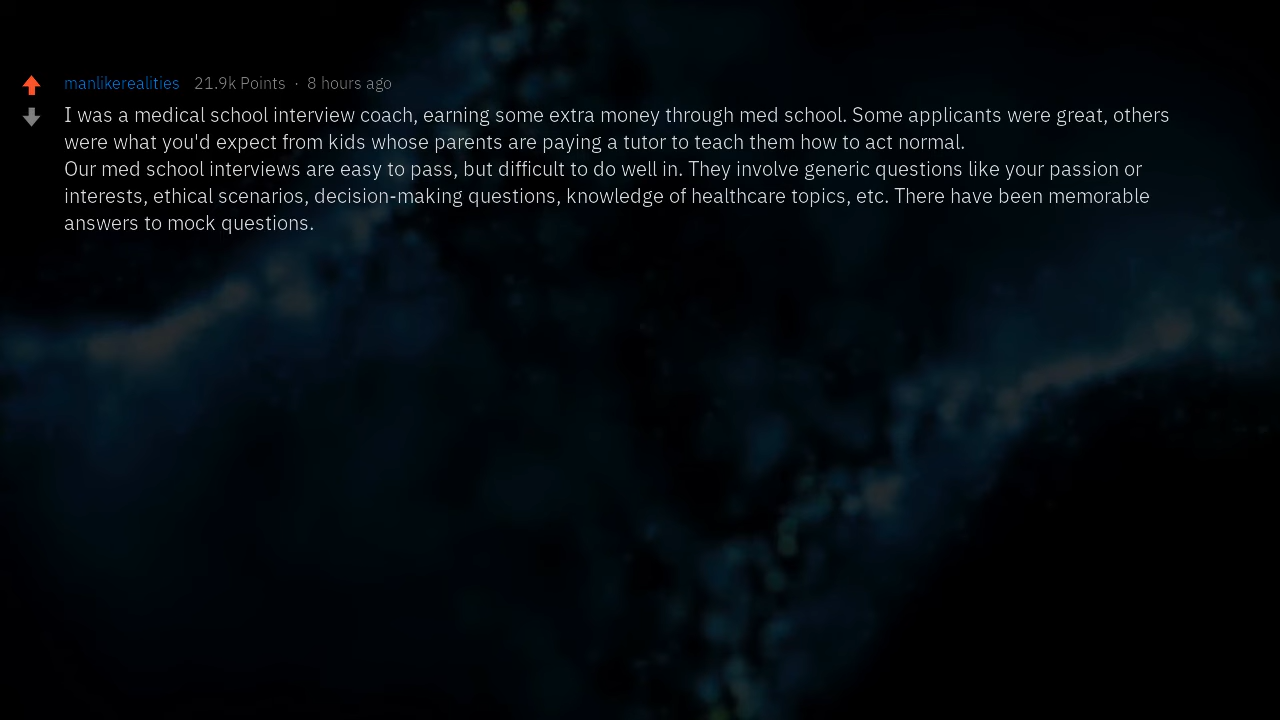 manlikerealities 21.9k Points · 8 hours ago
I was a medical school interview coach, earning some extra money through med school. Some applicants were great, others
were what you'd expect from kids whose parents are paying a tutor to teach them how to act normal.
Our med school interviews are easy to pass, but difficult to do well in. They involve generic questions like your passion or
interests, ethical scenarios, decision-making questions, knowledge of healthcare topics, etc. There have been memorable
answers to mock questions.